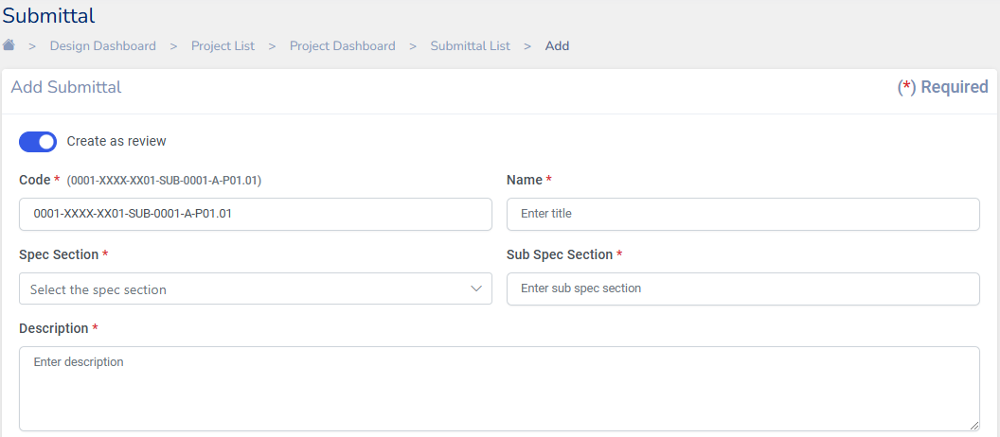 Submittal
> Design Dashboard > Project List > Project Dashboard > Submittal List > Add
Add Submittal (*) Required
Create as review
Code * (0001-XXXX-XX01-SUB-0001-A-P01.01) Name *
0001-XXXX-XX01-SUB-0001-A-P01.01 Enter title
Spec Section * Sub Spec Section *
Select the spec section Enter sub spec section
Description *
Enter description